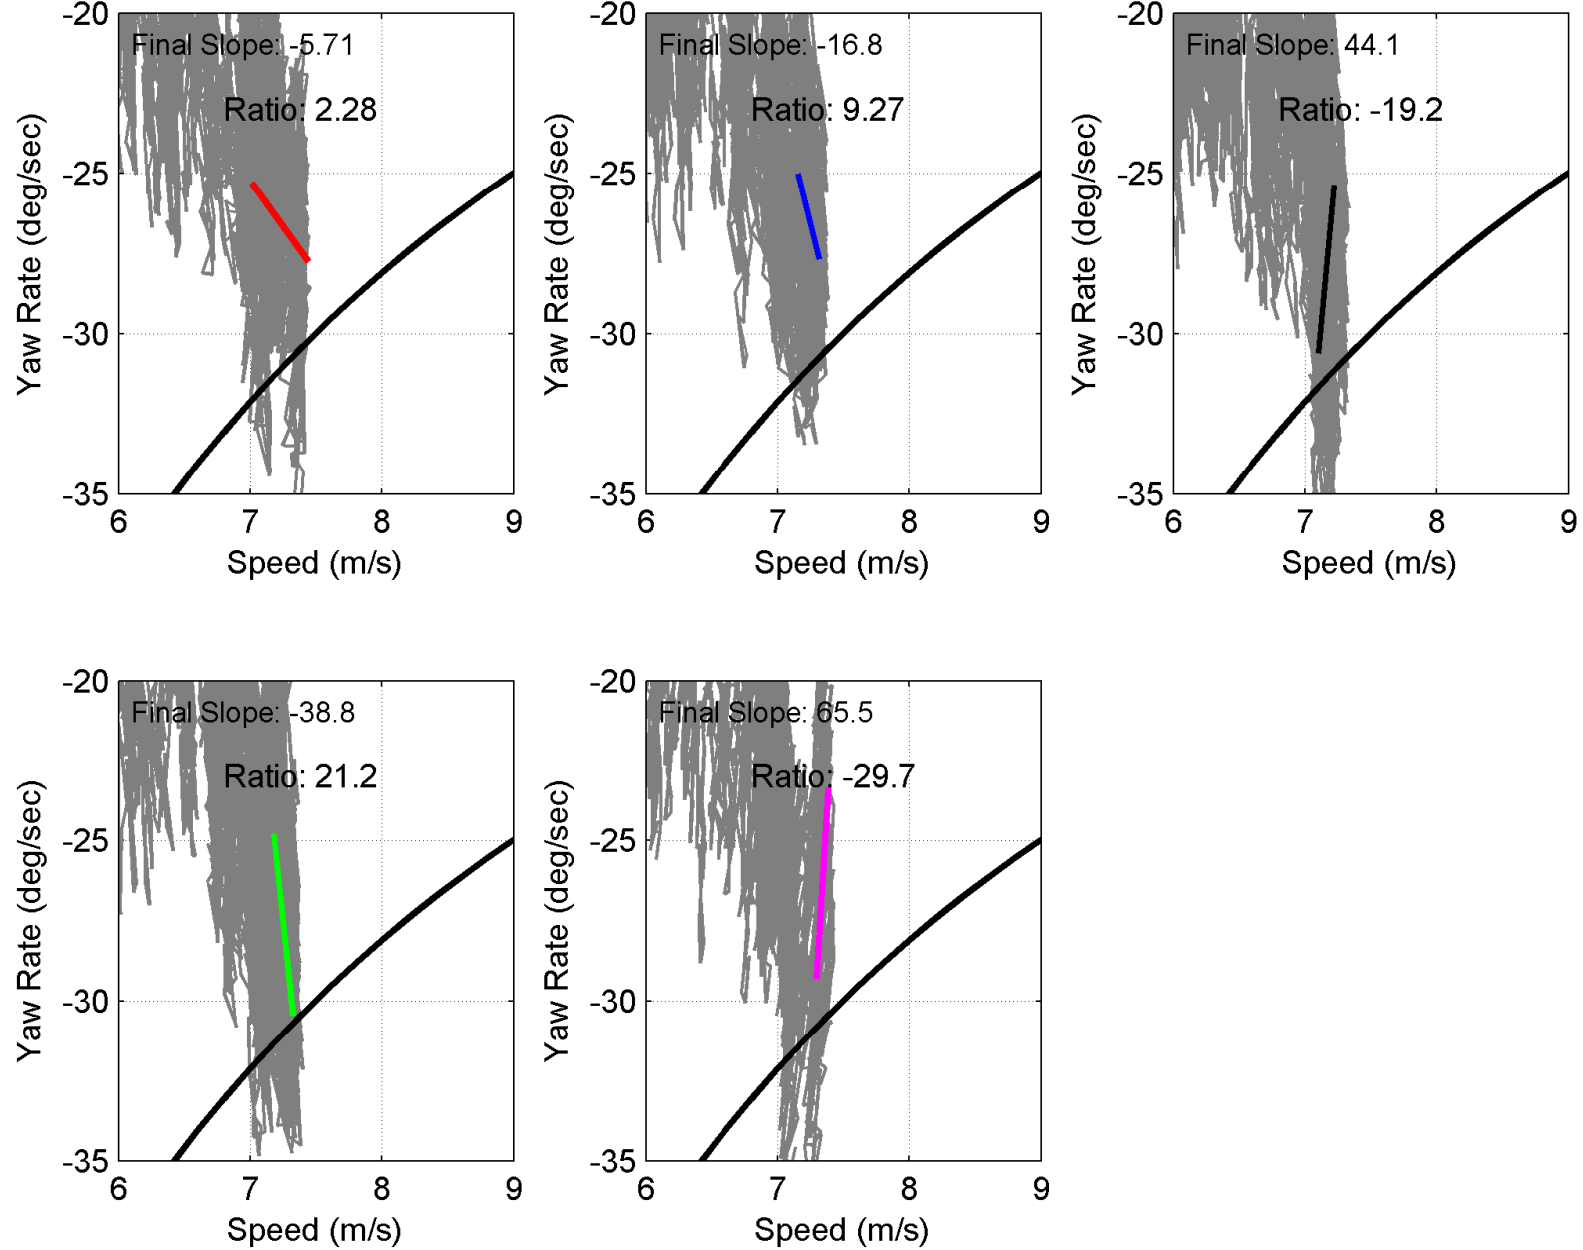 -20
-25
-30
-35
Yaw Rate (deg/sec)
Final Slope: -5.71
Ratio: 2.28
6 7 8 9
Speed (m/s)
-20
-25
-30
-35
Yaw Rate (deg/sec)
Final Slope: -16.8
Ratio: 9.27
6 7 8 9
Speed (m/s)
-20
-25
-30
-35
Yaw Rate (deg/sec)
Final Slope: 44.1
Ratio: -19.2
6 7 8 9
Speed (m/s)
-20
-25
-30
-35
Yaw Rate (deg/sec)
Final Slope: -38.8
Ratio: 21.2
6 7 8 9
Speed (m/s)
-20
-25
-30
-35
Yaw Rate (deg/sec)
Final Slope: 65.5
Ratio: -29.7
6 7 8 9
Speed (m/s)